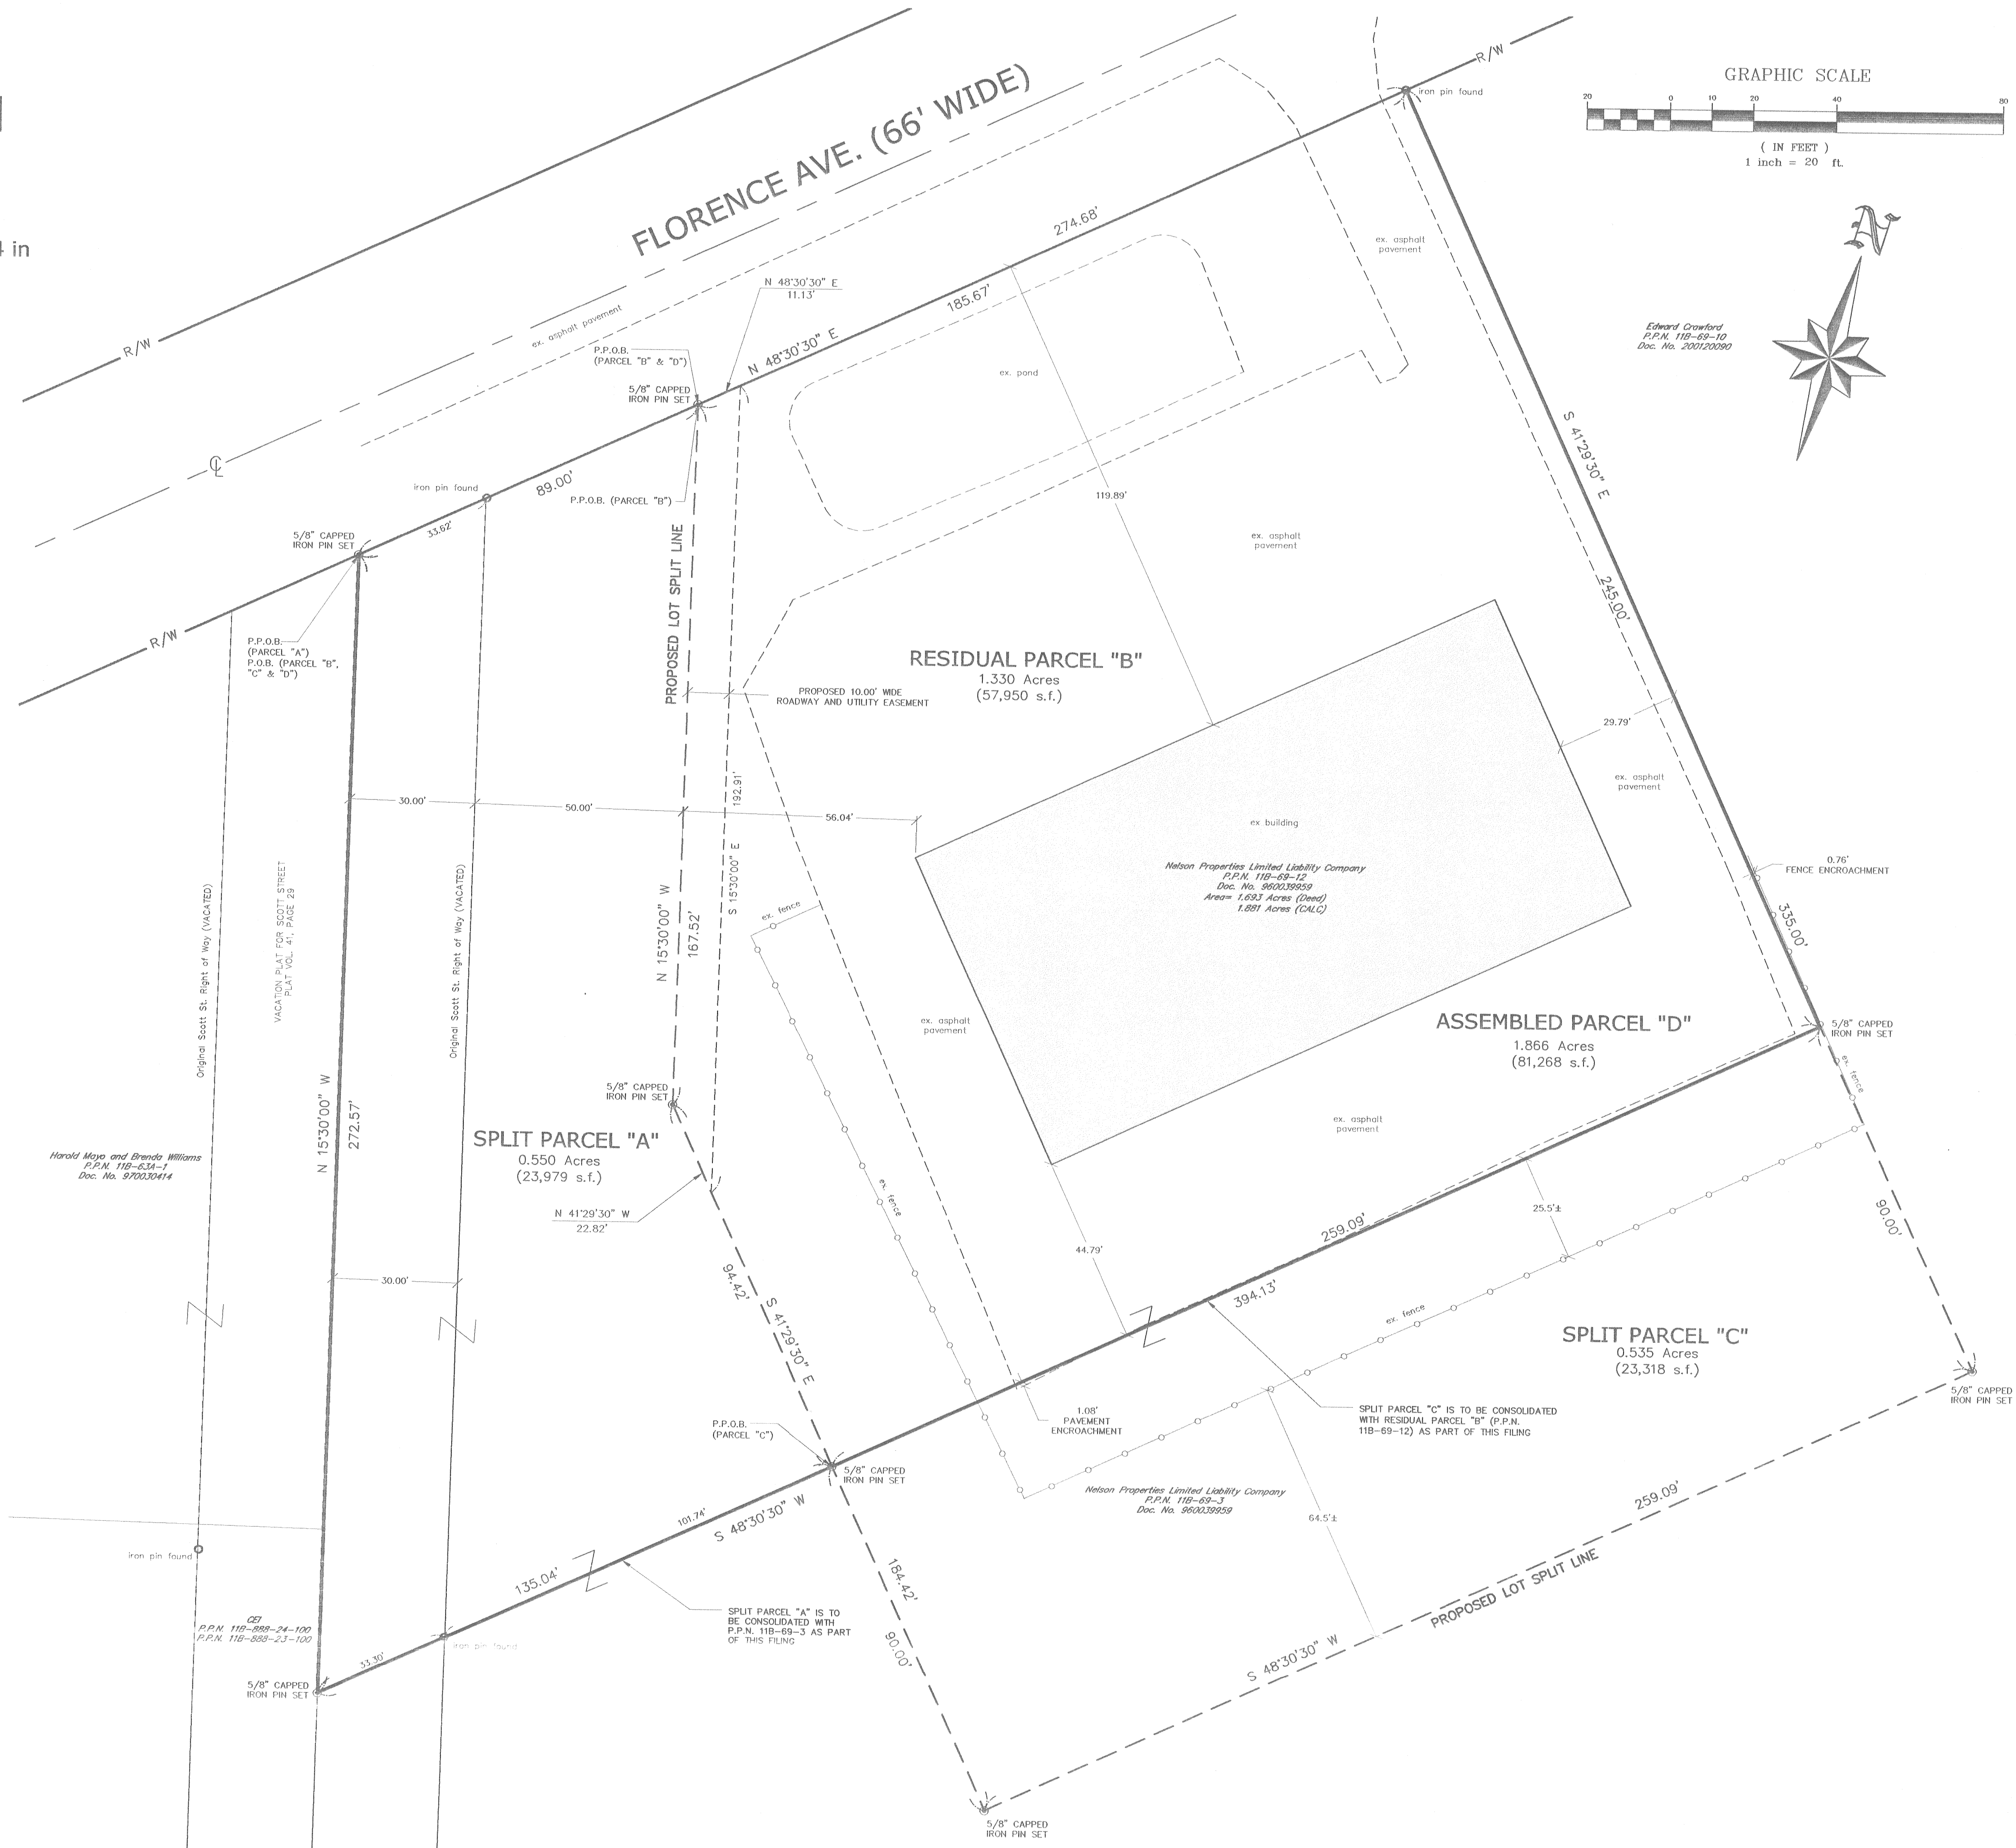 4 in
FLORENCE AVE. (66' WIDE)
R/W
R/W
R/W
GRAPHIC SCALE
20 0 10 20 40 80
( IN FEET )
1 inch = 20 ft.
N
iron pin found
274.68'
N 48°30'30" E
11.13'
185.67'
N 48°30'30" E
ex. asphalt pavement
ex. asphalt
pavement
Edward Crawford
P.P.N. 11B-69-10
Doc. No. 200120090
P.P.O.B.
(PARCEL "B" & "D")
5/8" CAPPED
IRON PIN SET
ex. pond
S 41°29'30" E
CL
iron pin found
89.00'
P.P.O.B. (PARCEL "B")
119.89'
33.62'
5/8" CAPPED
IRON PIN SET
ex. asphalt
pavement
245.00'
PROPOSED LOT SPLIT LINE
P.P.O.B.
(PARCEL "A")
P.O.B. (PARCEL "B",
"C" & "D")
RESIDUAL PARCEL "B"
1.330 Acres
(57,950 s.f.)
PROPOSED 10.00' WIDE
ROADWAY AND UTILITY EASEMENT
29.79'
ex. asphalt
pavement
30.00'
50.00'
56.04'
192.91'
S 15°30'00" E
ex building
Nelson Properties Limited Liability Company
P.P.N. 11B-69-12
Doc. No. 960039959
Area= 1.693 Acres (Deed)
1.881 Acres (CALC)
0.76'
FENCE ENCROACHMENT
335.00'
Original Scott St. Right of Way (VACATED)
VACATION PLAT FOR SCOTT STREET
PLAT VOL. 41, PAGE 29
Original Scott St. Right of Way (VACATED)
N 15°30'00" W
167.52'
ex. fence
ex. asphalt
pavement
ASSEMBLED PARCEL "D"
1.866 Acres
(81,268 s.f.)
5/8" CAPPED
IRON PIN SET
ex. fence
N 15°30'00" W
272.57'
5/8" CAPPED
IRON PIN SET
SPLIT PARCEL "A"
0.550 Acres
(23,979 s.f.)
ex. asphalt
pavement
Harold Mayo and Brenda Williams
P.P.N. 11B-63A-1
Doc. No. 970030414
N 41°29'30" W
22.82'
ex. fence
44.79'
259.09'
25.5'±
90.00'
30.00'
94.42'
S 41°29'30" E
394.13'
ex. fence
SPLIT PARCEL "C"
0.535 Acres
(23,318 s.f.)
5/8" CAPPED
IRON PIN SET
1.08'
PAVEMENT
ENCROACHMENT
SPLIT PARCEL "C" IS TO BE CONSOLIDATED
WITH RESIDUAL PARCEL "B" (P.P.N.
11B-69-12) AS PART OF THIS FILING
P.P.O.B.
(PARCEL "C")
5/8" CAPPED
IRON PIN SET
Nelson Properties Limited Liability Company
P.P.N. 11B-69-3
Doc. No. 960039959
64.5'±
259.09'
101.74'
S 48°30'30" W
iron pin found
135.04'
184.42'
PROPOSED LOT SPLIT LINE
CEI
P.P.N. 11B-888-24-100
P.P.N. 11B-888-23-100
SPLIT PARCEL "A" IS TO
BE CONSOLIDATED WITH
P.P.N. 11B-69-3 AS PART
OF THIS FILING
iron pin found
33.30'
90.00'
S 48°30'30" W
5/8" CAPPED
IRON PIN SET
5/8" CAPPED
IRON PIN SET